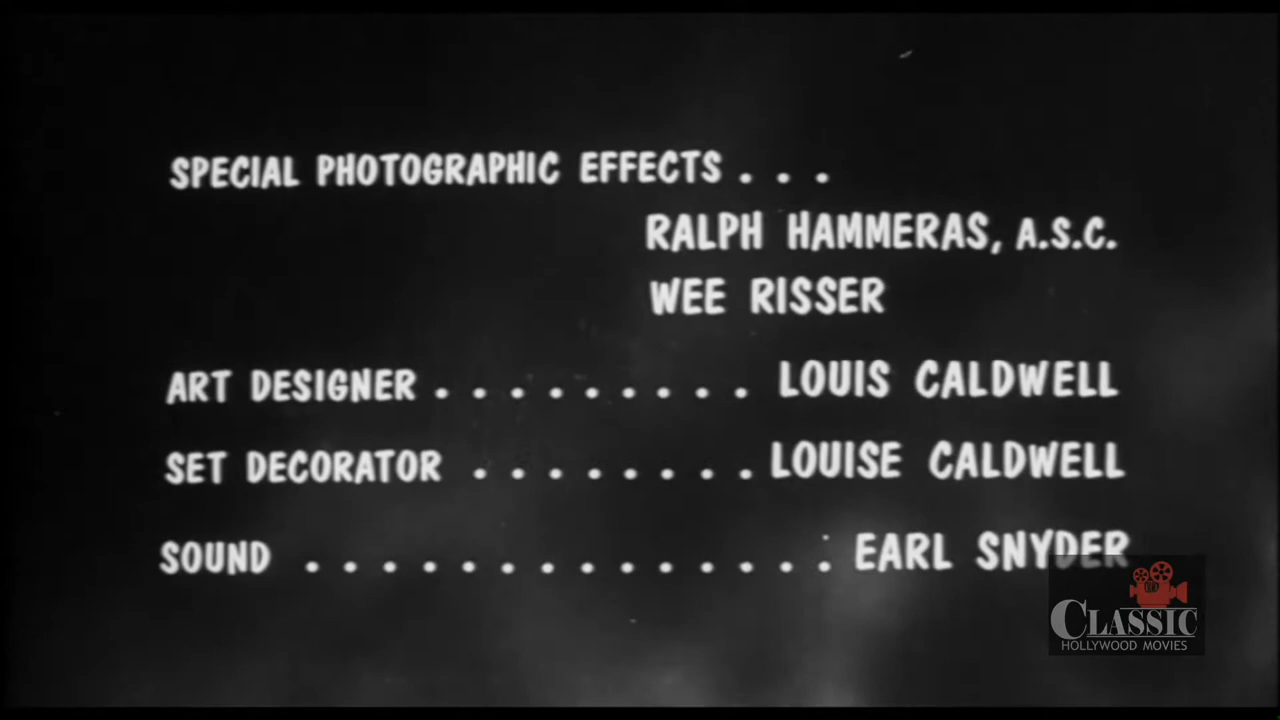 SPECIAL PHOTOGRAPHIC EFFECTS . . .
RALPH HAMMERAS, A.S.C.
WEE RISSER
ART DESIGNER . . . . . . . . . LOUIS CALDWELL
SET DECORATOR . . . . . . . . LOUISE CALDWELL
SOUND . . . . . . . . . . . . . . EARL SNYDER
CLASSIC
HOLLYWOOD MOVIES